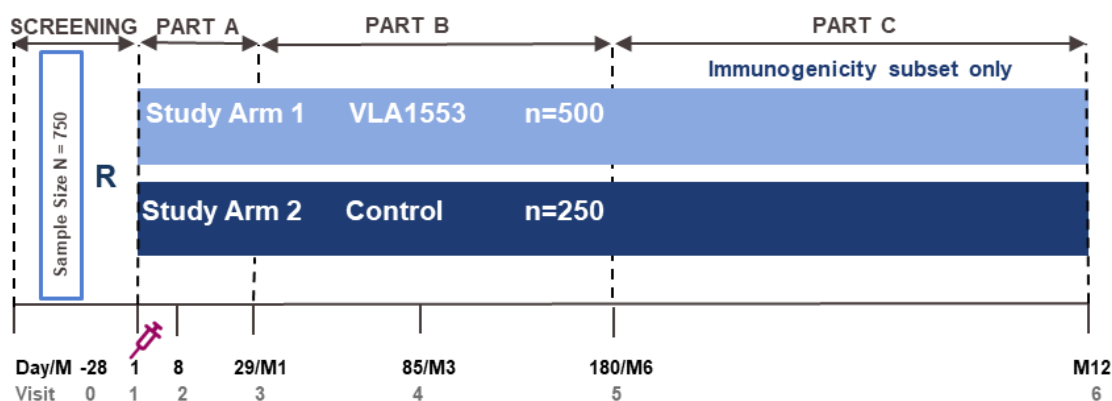 SCREENING PART A PART B PART C
Immunogenicity subset only
Sample Size N = 750
R
Study Arm 1 VLA1553 n=500
Study Arm 2 Control n=250
Day/M -28 1 8 29/M1 85/M3 180/M6 M12
Visit 0 1 2 3 4 5 6